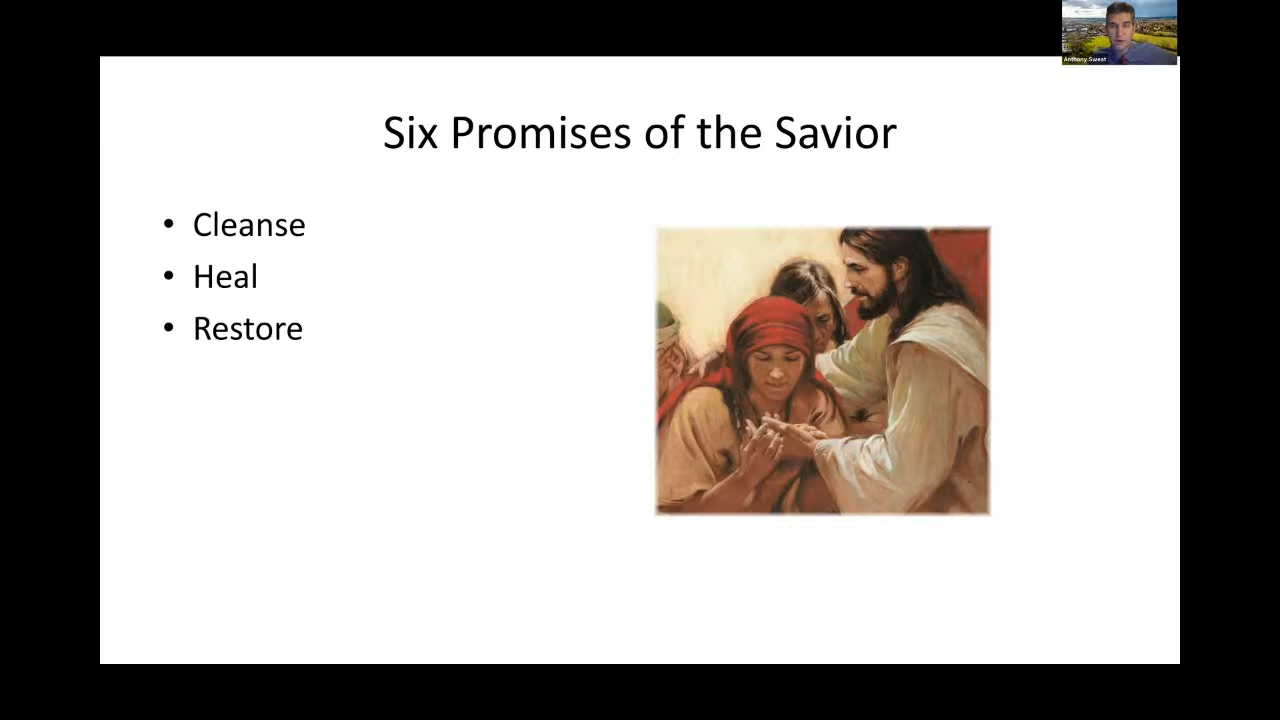 Anthony Sweat
Six Promises of the Savior
• Cleanse
• Heal
• Restore